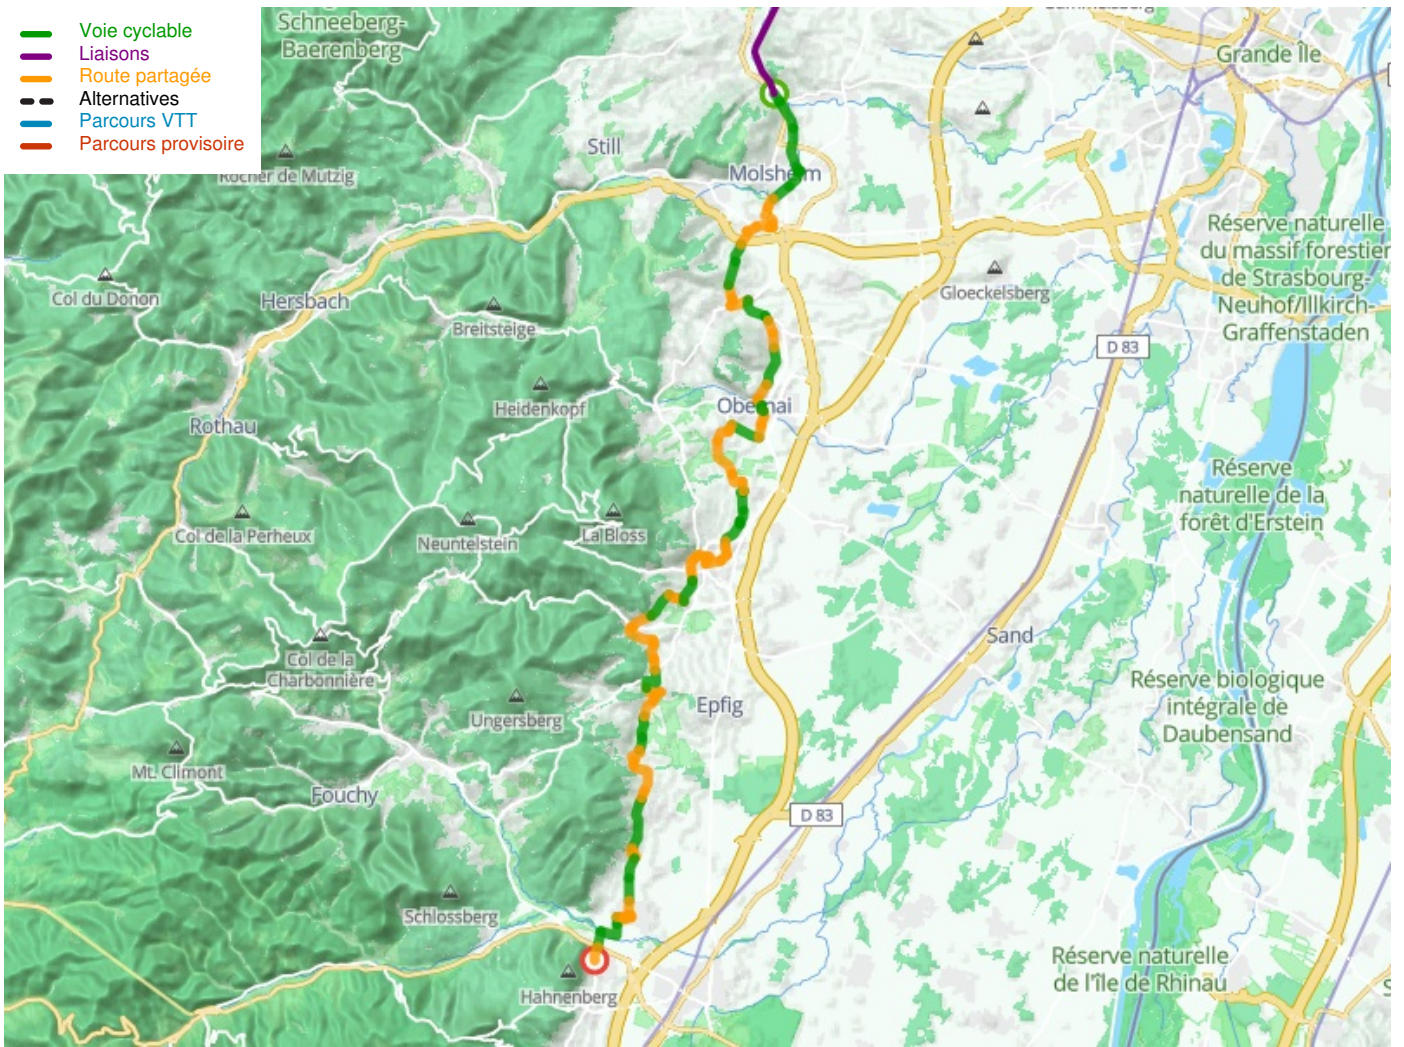 Voie cyclable
Liaisons
Route partagée
Alternatives
Parcours VTT
Parcours provisoire
Schneeberg-
Baerenberg
Grande Île
Still
Molsheim
Rocher de Mutzig
Réserve naturelle
du massif forestier
de Strasbourg-
Neuhof/Illkirch-
Graffenstaden
Col du Donon
Hersbach
Breitsteige
Gloeckelsberg
D 83
Heidenkopf
Obernai
Rothau
Réserve
naturelle de la
forêt d'Erstein
Col de la Perheux
Neuntelstein
La Bloss
Sand
Col de la
Charbonnière
Ungersberg
Epfig
Réserve biologique
intégrale de
Daubensand
Mt. Climont
Fouchy
D 83
Schlossberg
Réserve naturelle
de l'île de Rhinau
Hahnenberg